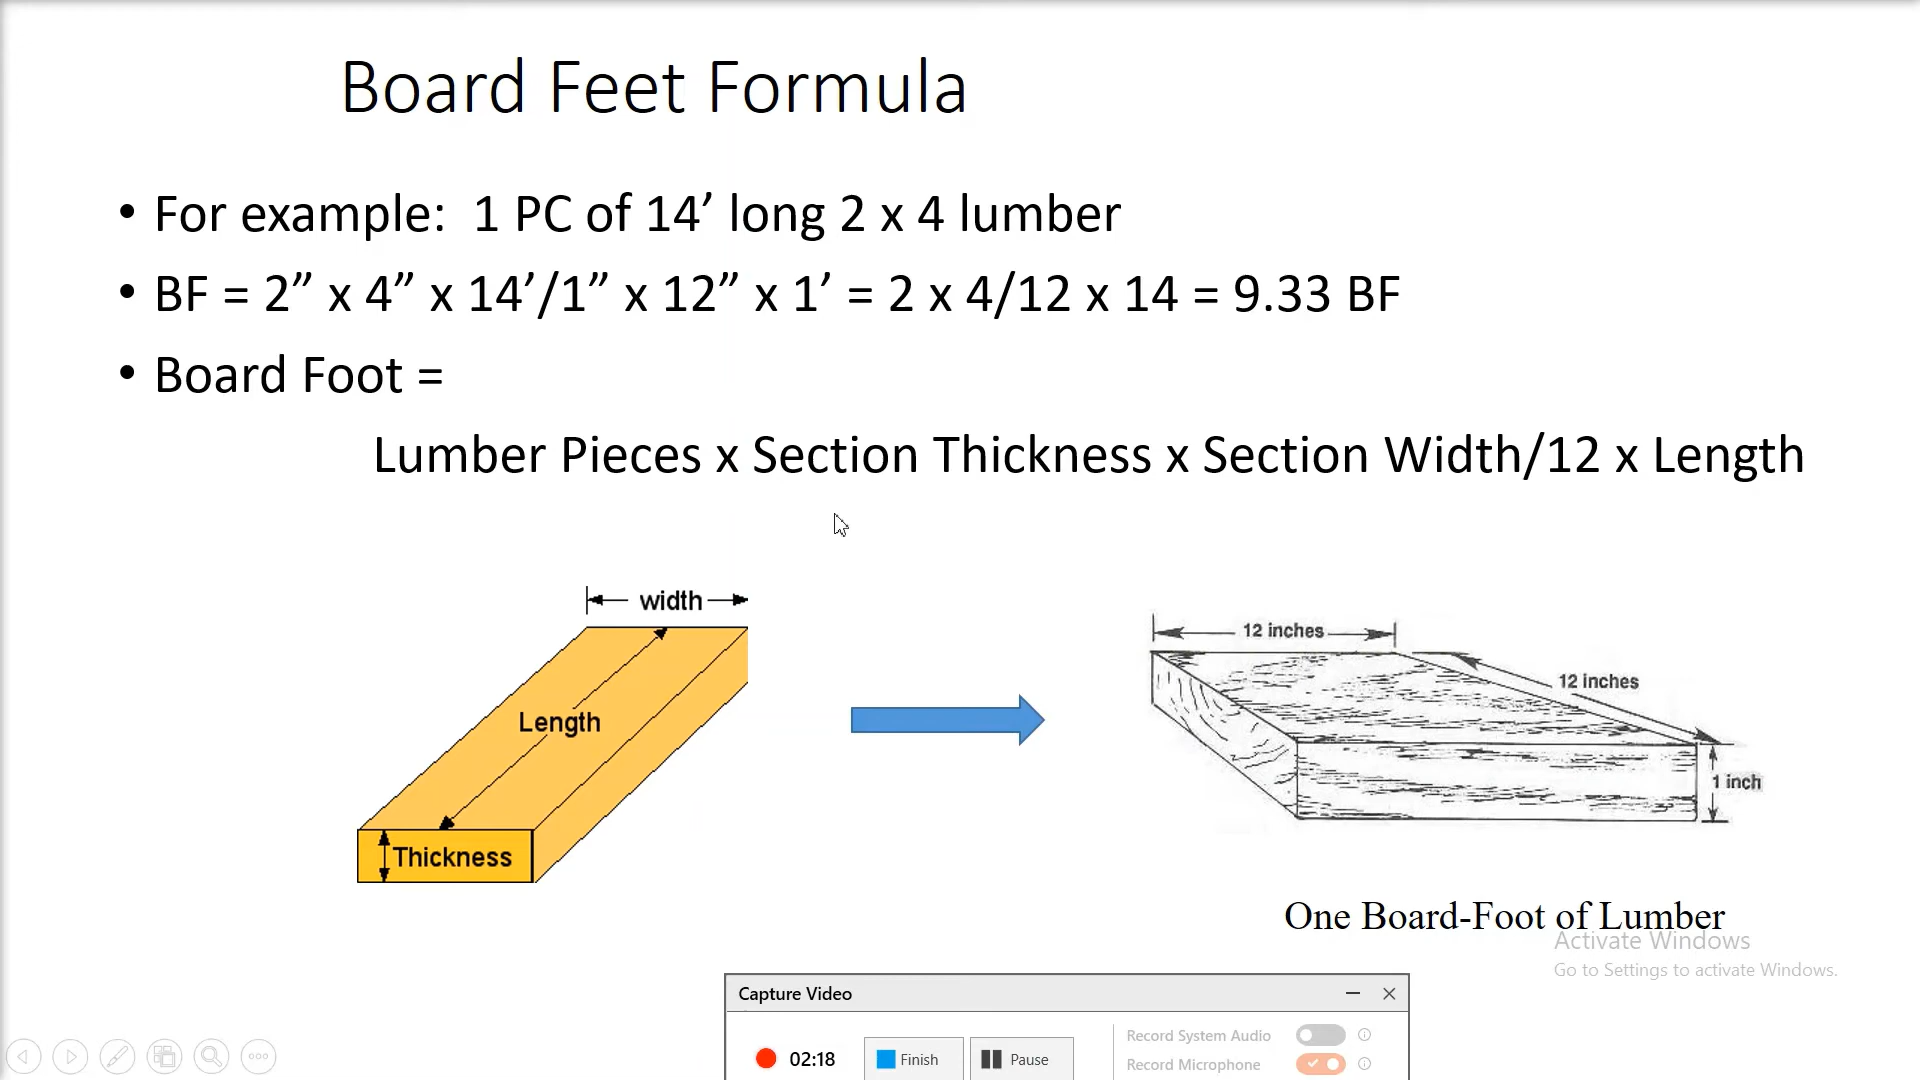 Board Feet Formula
• For example:  1 PC of 14’ long 2 x 4 lumber
• BF = 2” x 4” x 14’/1” x 12” x 1’ = 2 x 4/12 x 14 = 9.33 BF
• Board Foot =
Lumber Pieces x Section Thickness x Section Width/12 x Length
width
Length
Thickness
12 inches
12 inches
1 inch
One Board-Foot of Lumber
Activate Windows
Go to Settings to activate Windows.
Capture Video
02:18
Finish
Pause
Record System Audio
Record Microphone